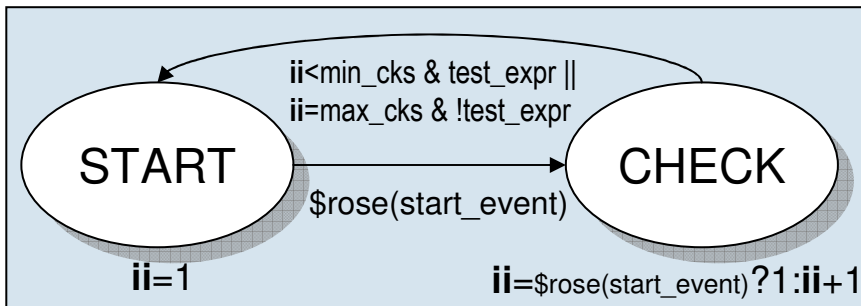 ii<min_cks & test_expr ||
ii=max_cks & !test_expr
START
CHECK
$rose(start_event)
ii=1
ii=$rose(start_event)?1:ii+1